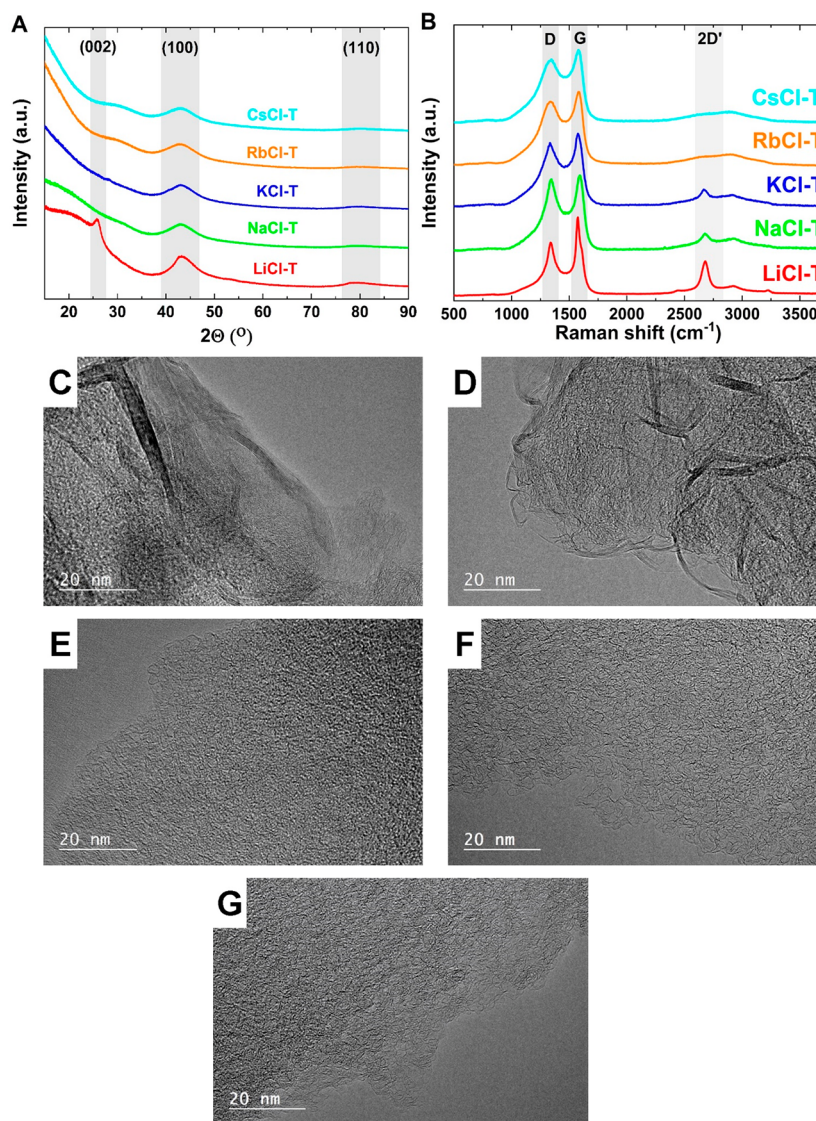 A
(002)
(100)
(110)
CsCl-T
RbCl-T
KCl-T
NaCl-T
LiCl-T
Intensity (a.u.)
20 30 40 50 60 70 80 90
2Θ (°)
B
D G 2D'
CsCl-T
RbCl-T
KCl-T
NaCl-T
LiCl-T
Intensity (a.u.)
500 1000 1500 2000 2500 3000 3500
Raman shift (cm⁻¹)
C
20 nm
D
20 nm
E
20 nm
F
20 nm
G
20 nm